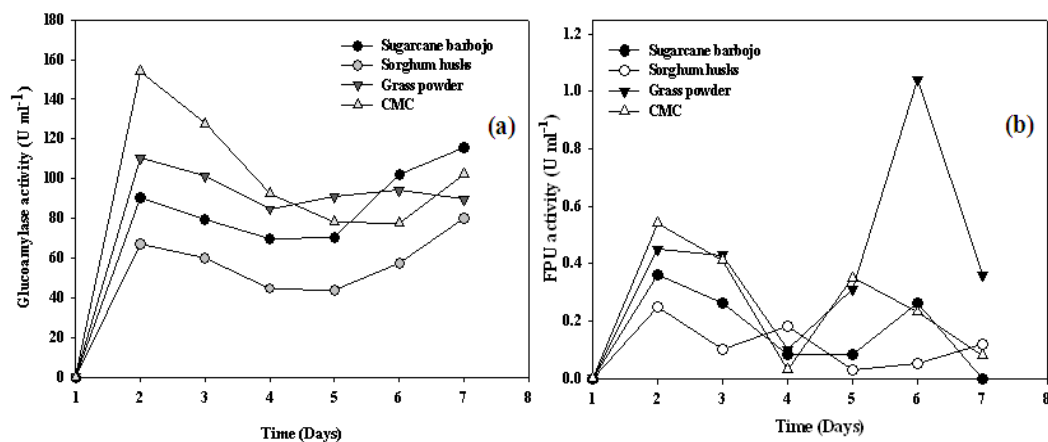 180
160
140
120
100
80
60
40
20
0
Glucoamylase activity (U ml-1)
Sugarcane barbojo
Sorghum husks
Grass powder
CMC
(a)
1 2 3 4 5 6 7 8
Time (Days)
1.2
1.0
0.8
0.6
0.4
0.2
0.0
FPU activity (U ml-1)
Sugarcane barbojo
Sorghum husks
Grass powder
CMC
(b)
1 2 3 4 5 6 7 8
Time (Days)